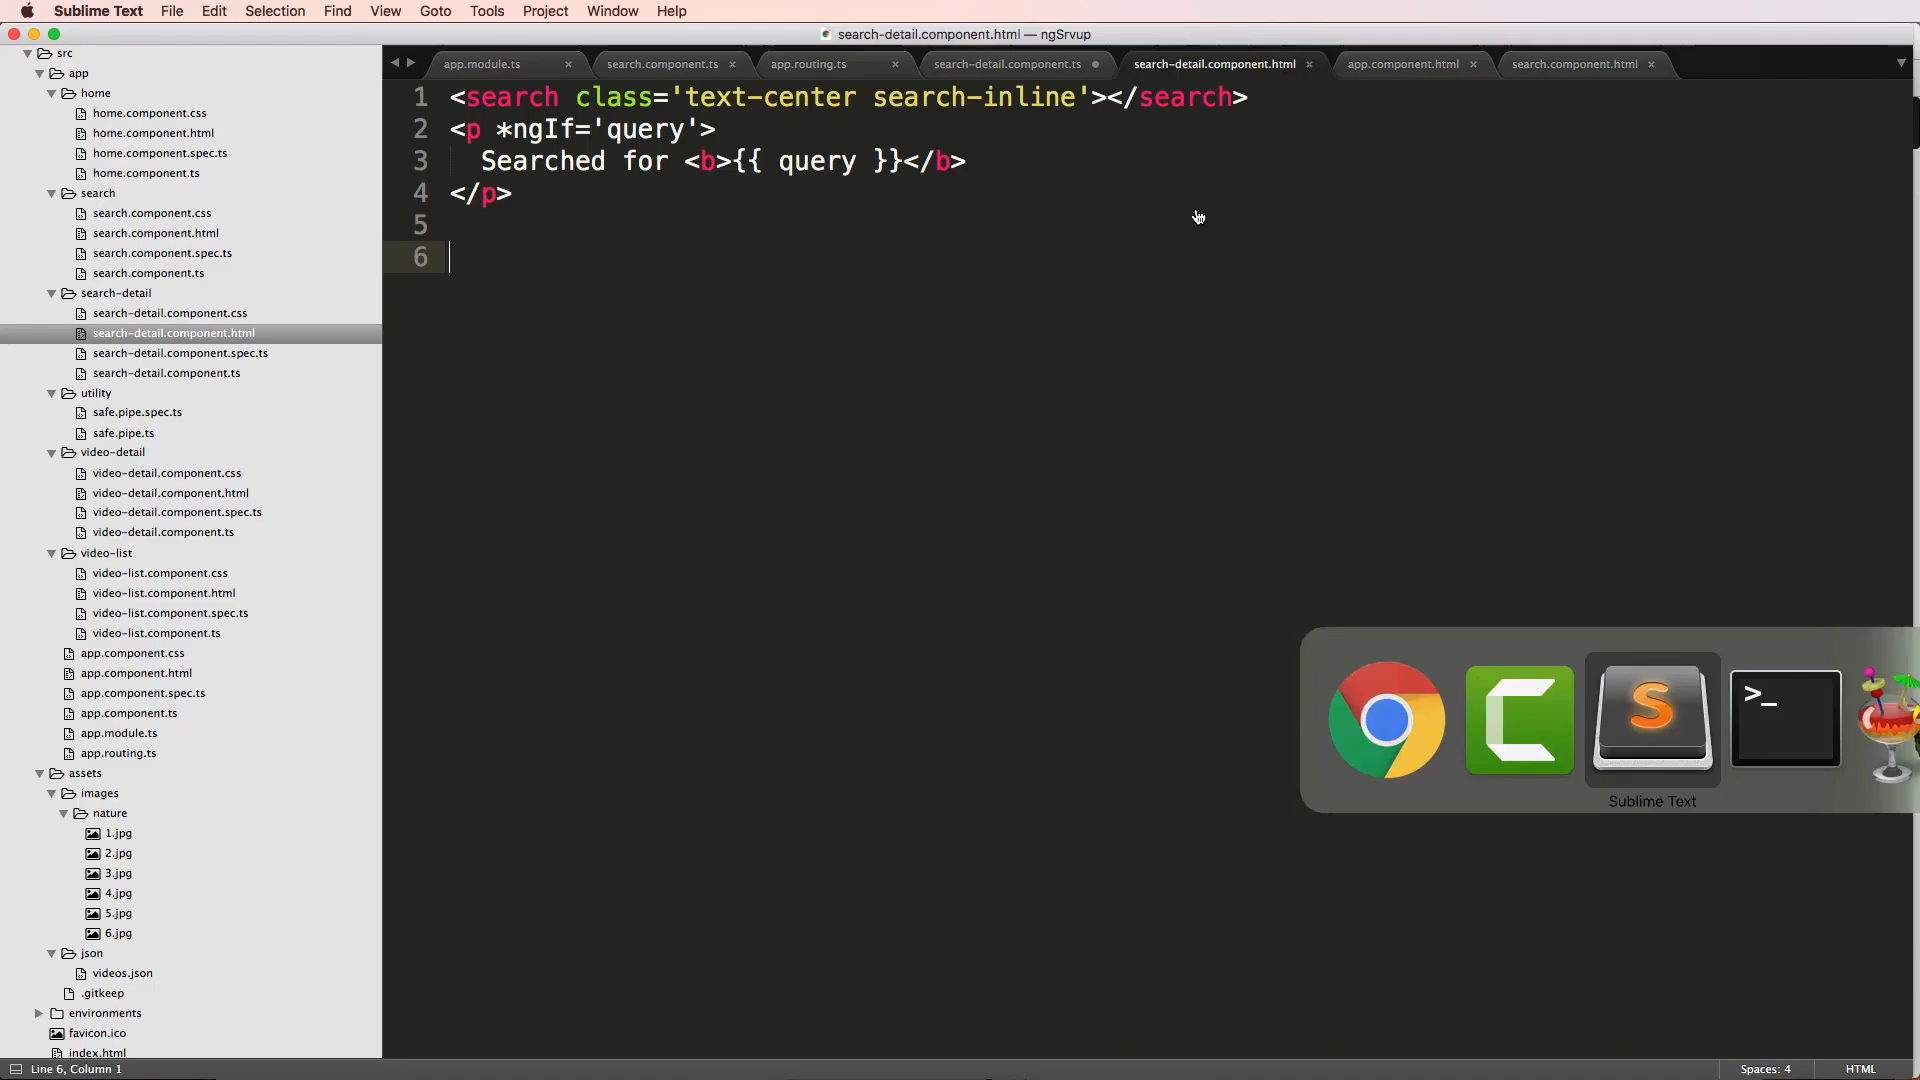 Sublime Text File Edit Selection Find View Goto Tools Project Window Help
search-detail.component.html — ngSrvup
app.module.ts × search.component.ts × app.routing.ts × search-detail.component.ts search-detail.component.html × app.component.html × search.component.html ×
src
app
home
home.component.css
home.component.html
home.component.spec.ts
home.component.ts
search
search.component.css
search.component.html
search.component.spec.ts
search.component.ts
search-detail
search-detail.component.css
search-detail.component.html
search-detail.component.spec.ts
search-detail.component.ts
utility
safe.pipe.spec.ts
safe.pipe.ts
video-detail
video-detail.component.css
video-detail.component.html
video-detail.component.spec.ts
video-detail.component.ts
video-list
video-list.component.css
video-list.component.html
video-list.component.spec.ts
video-list.component.ts
app.component.css
app.component.html
app.component.spec.ts
app.component.ts
app.module.ts
app.routing.ts
assets
images
nature
1.jpg
2.jpg
3.jpg
4.jpg
5.jpg
6.jpg
json
videos.json
.gitkeep
environments
favicon.ico
index.html
1 <search class='text-center search-inline'></search>
2 <p *ngIf='query'>
3 Searched for <b>{{ query }}</b>
4 </p>
5
6
S
>_
Sublime Text
Line 6, Column 1 Spaces: 4 HTML